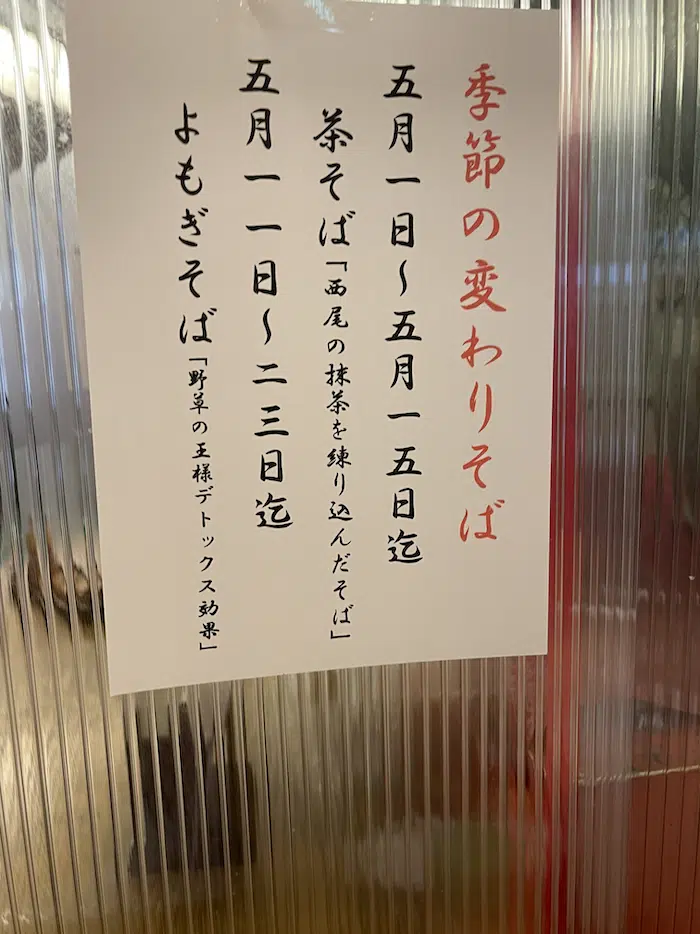 季節の変わりそば
五月一日～五月一五日迄
茶そば「西尾の抹茶を練り込んだそば」
五月一一日～二三日迄
よもぎそば「野草の王様デトックス効果」